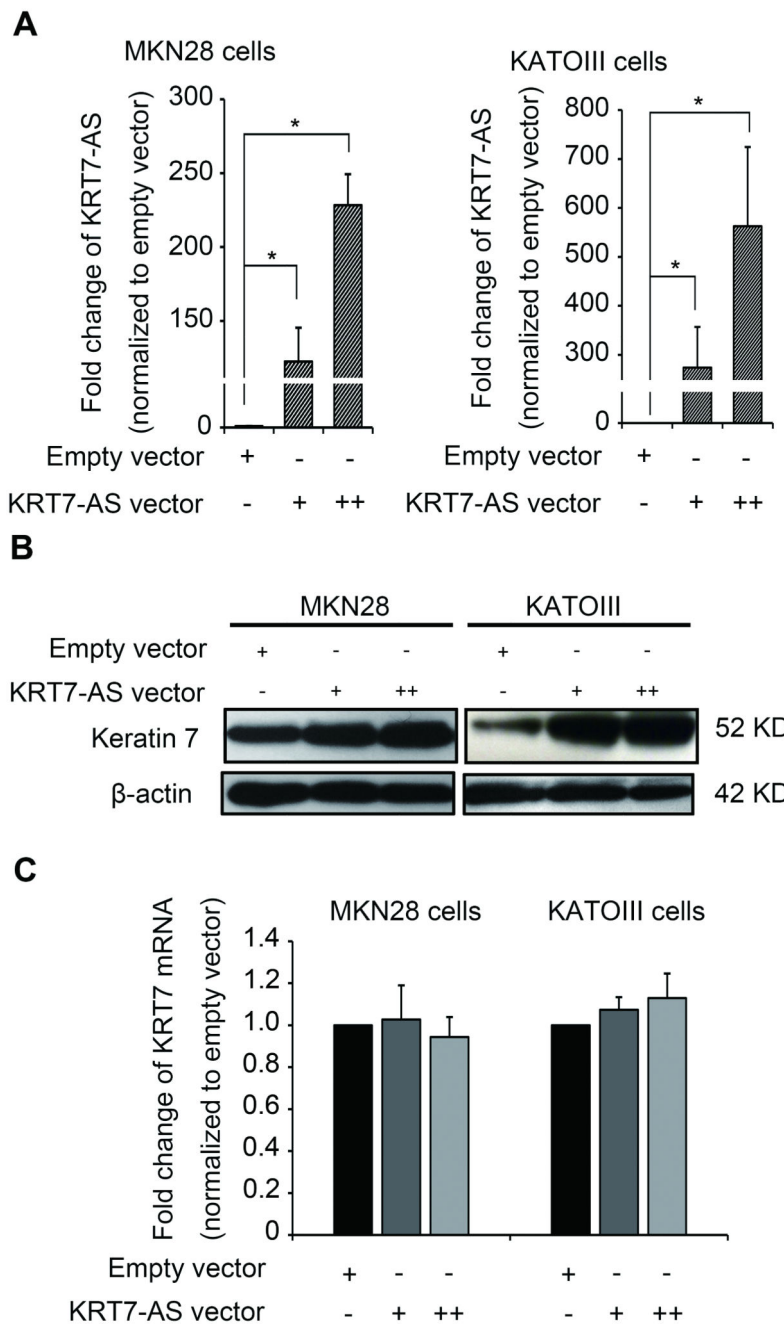 A
MKN28 cells
Fold change of KRT7-AS
(normalized to empty vector)
300
250
200
150
0
*
*
Empty vector + - -
KRT7-AS vector - + ++
KATOIII cells
Fold change of KRT7-AS
(normalized to empty vector)
800
700
600
500
400
300
0
*
*
Empty vector + - -
KRT7-AS vector - + ++
B
MKN28 KATOIII
Empty vector + - - + - -
KRT7-AS vector - + ++ - + ++
Keratin 7 52 KD
β-actin 42 KD
C
MKN28 cells KATOIII cells
Fold change of KRT7 mRNA
(normalized to empty vector)
1.4
1.2
1.0
0.8
0.6
0.4
0.2
0
Empty vector + - - + - -
KRT7-AS vector - + ++ - + ++